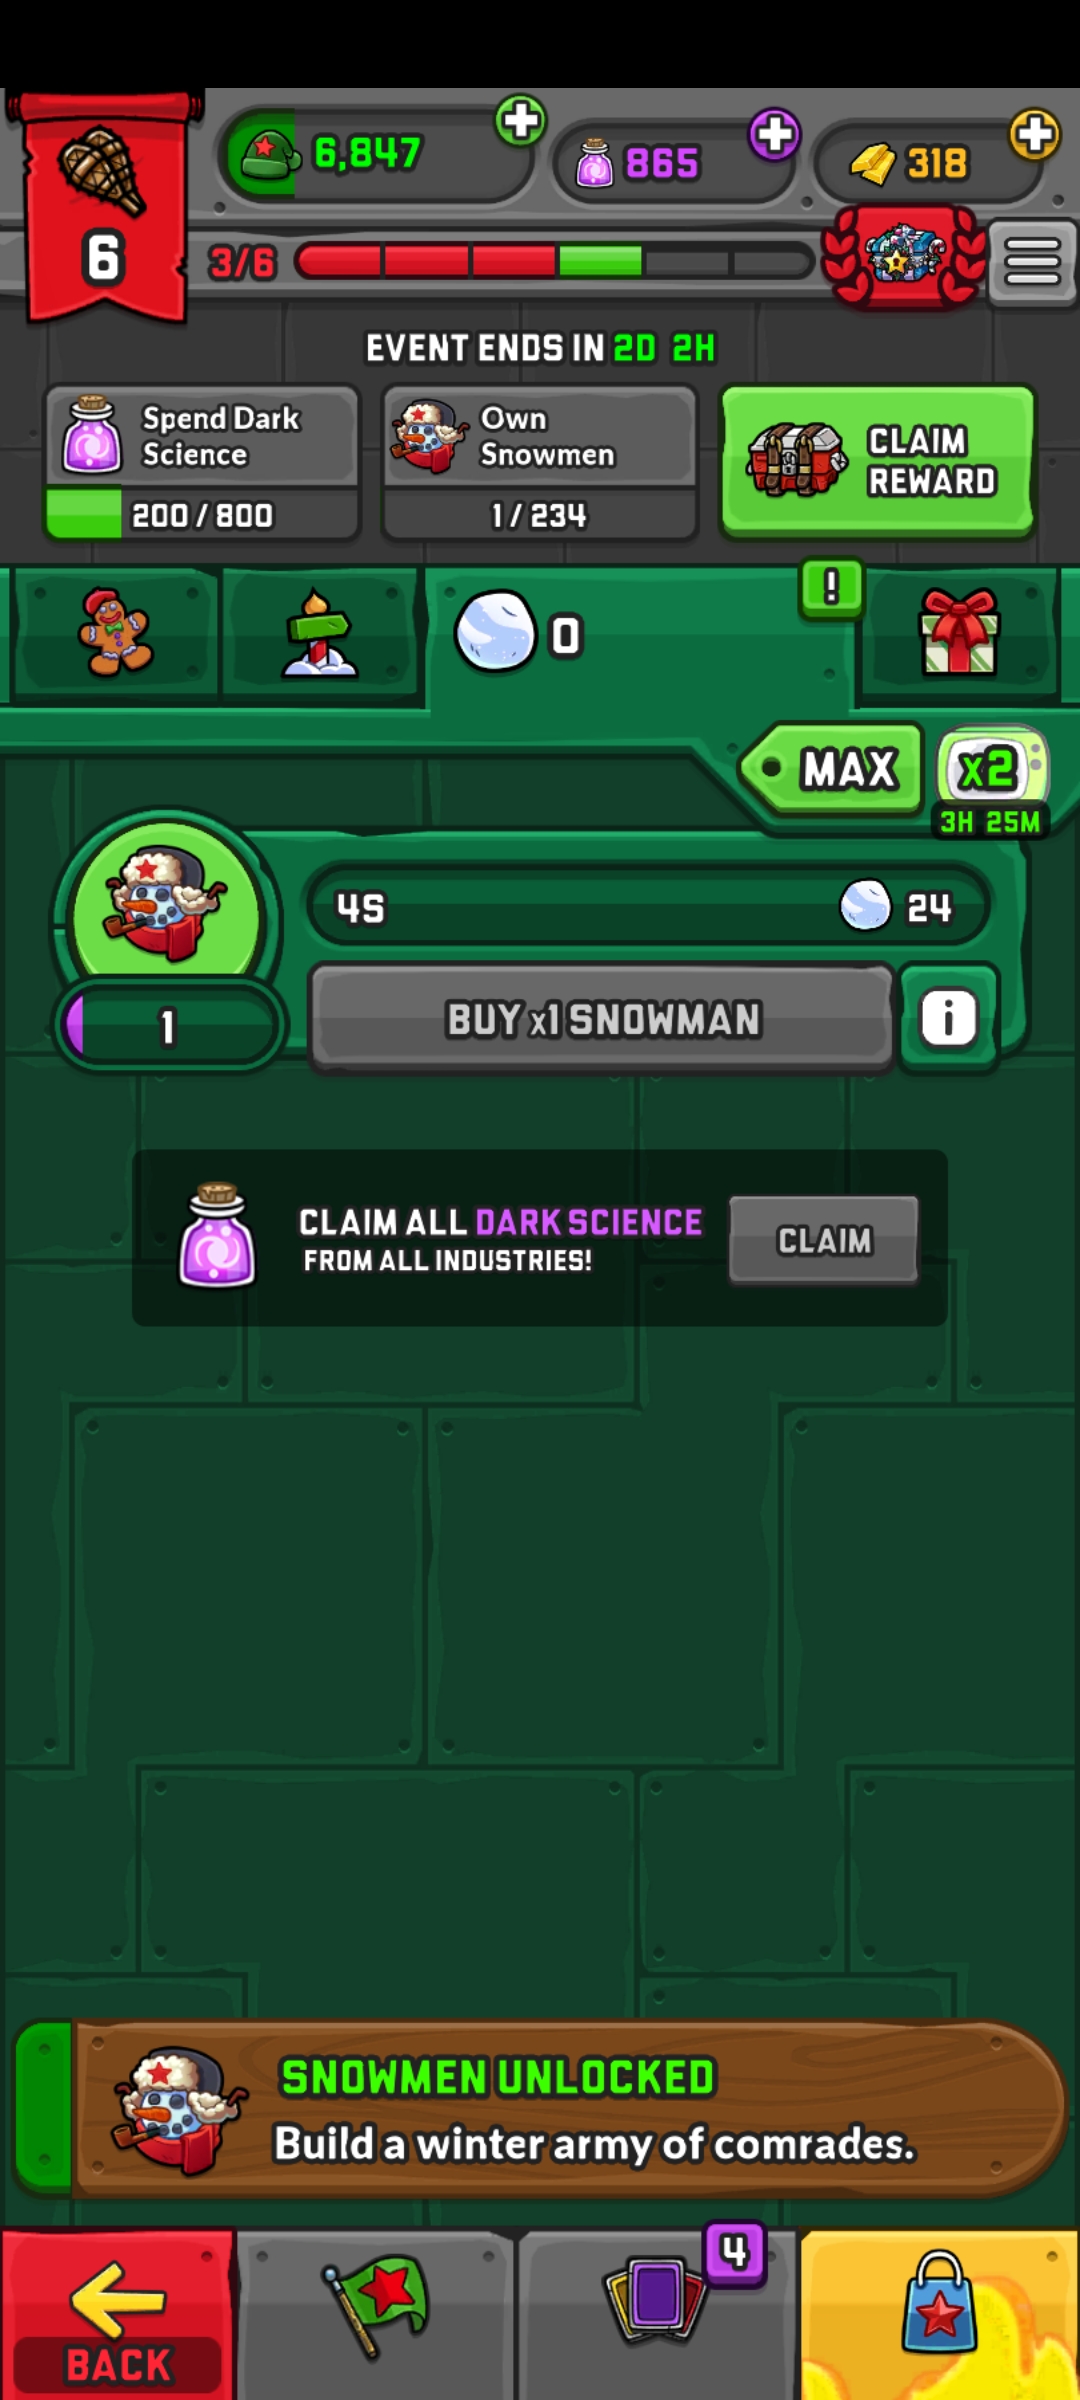 6,847
865
318
6
3/6
EVENT ENDS IN 2D 2H
Spend Dark
Science
200 / 800
Own
Snowmen
1 / 234
CLAIM
REWARD
0
!
MAX
x2
3H 25M
4S
24
1
BUY x1 SNOWMAN
i
CLAIM ALL DARK SCIENCE
FROM ALL INDUSTRIES!
CLAIM
SNOWMEN UNLOCKED
Build a winter army of comrades.
4
BACK